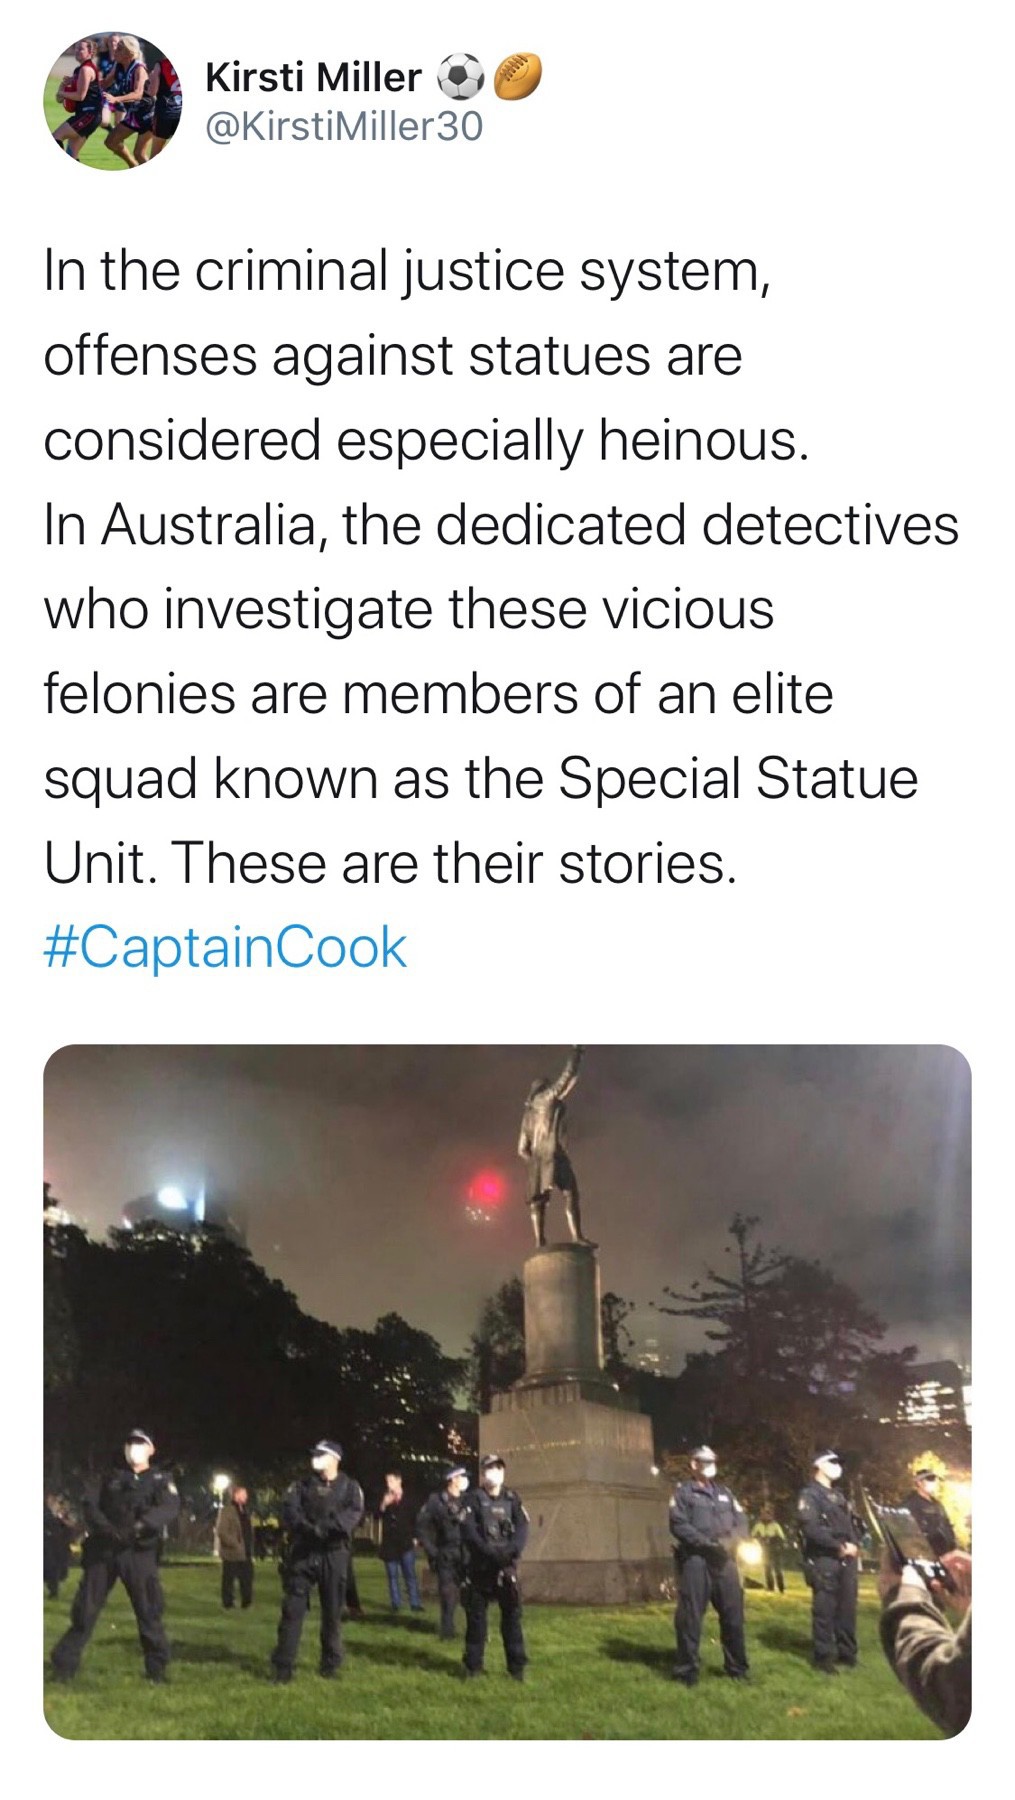 Kirsti Miller ⚽🏉
@KirstiMiller30
In the criminal justice system,
offenses against statues are
considered especially heinous.
In Australia, the dedicated detectives
who investigate these vicious
felonies are members of an elite
squad known as the Special Statue
Unit. These are their stories.
#CaptainCook